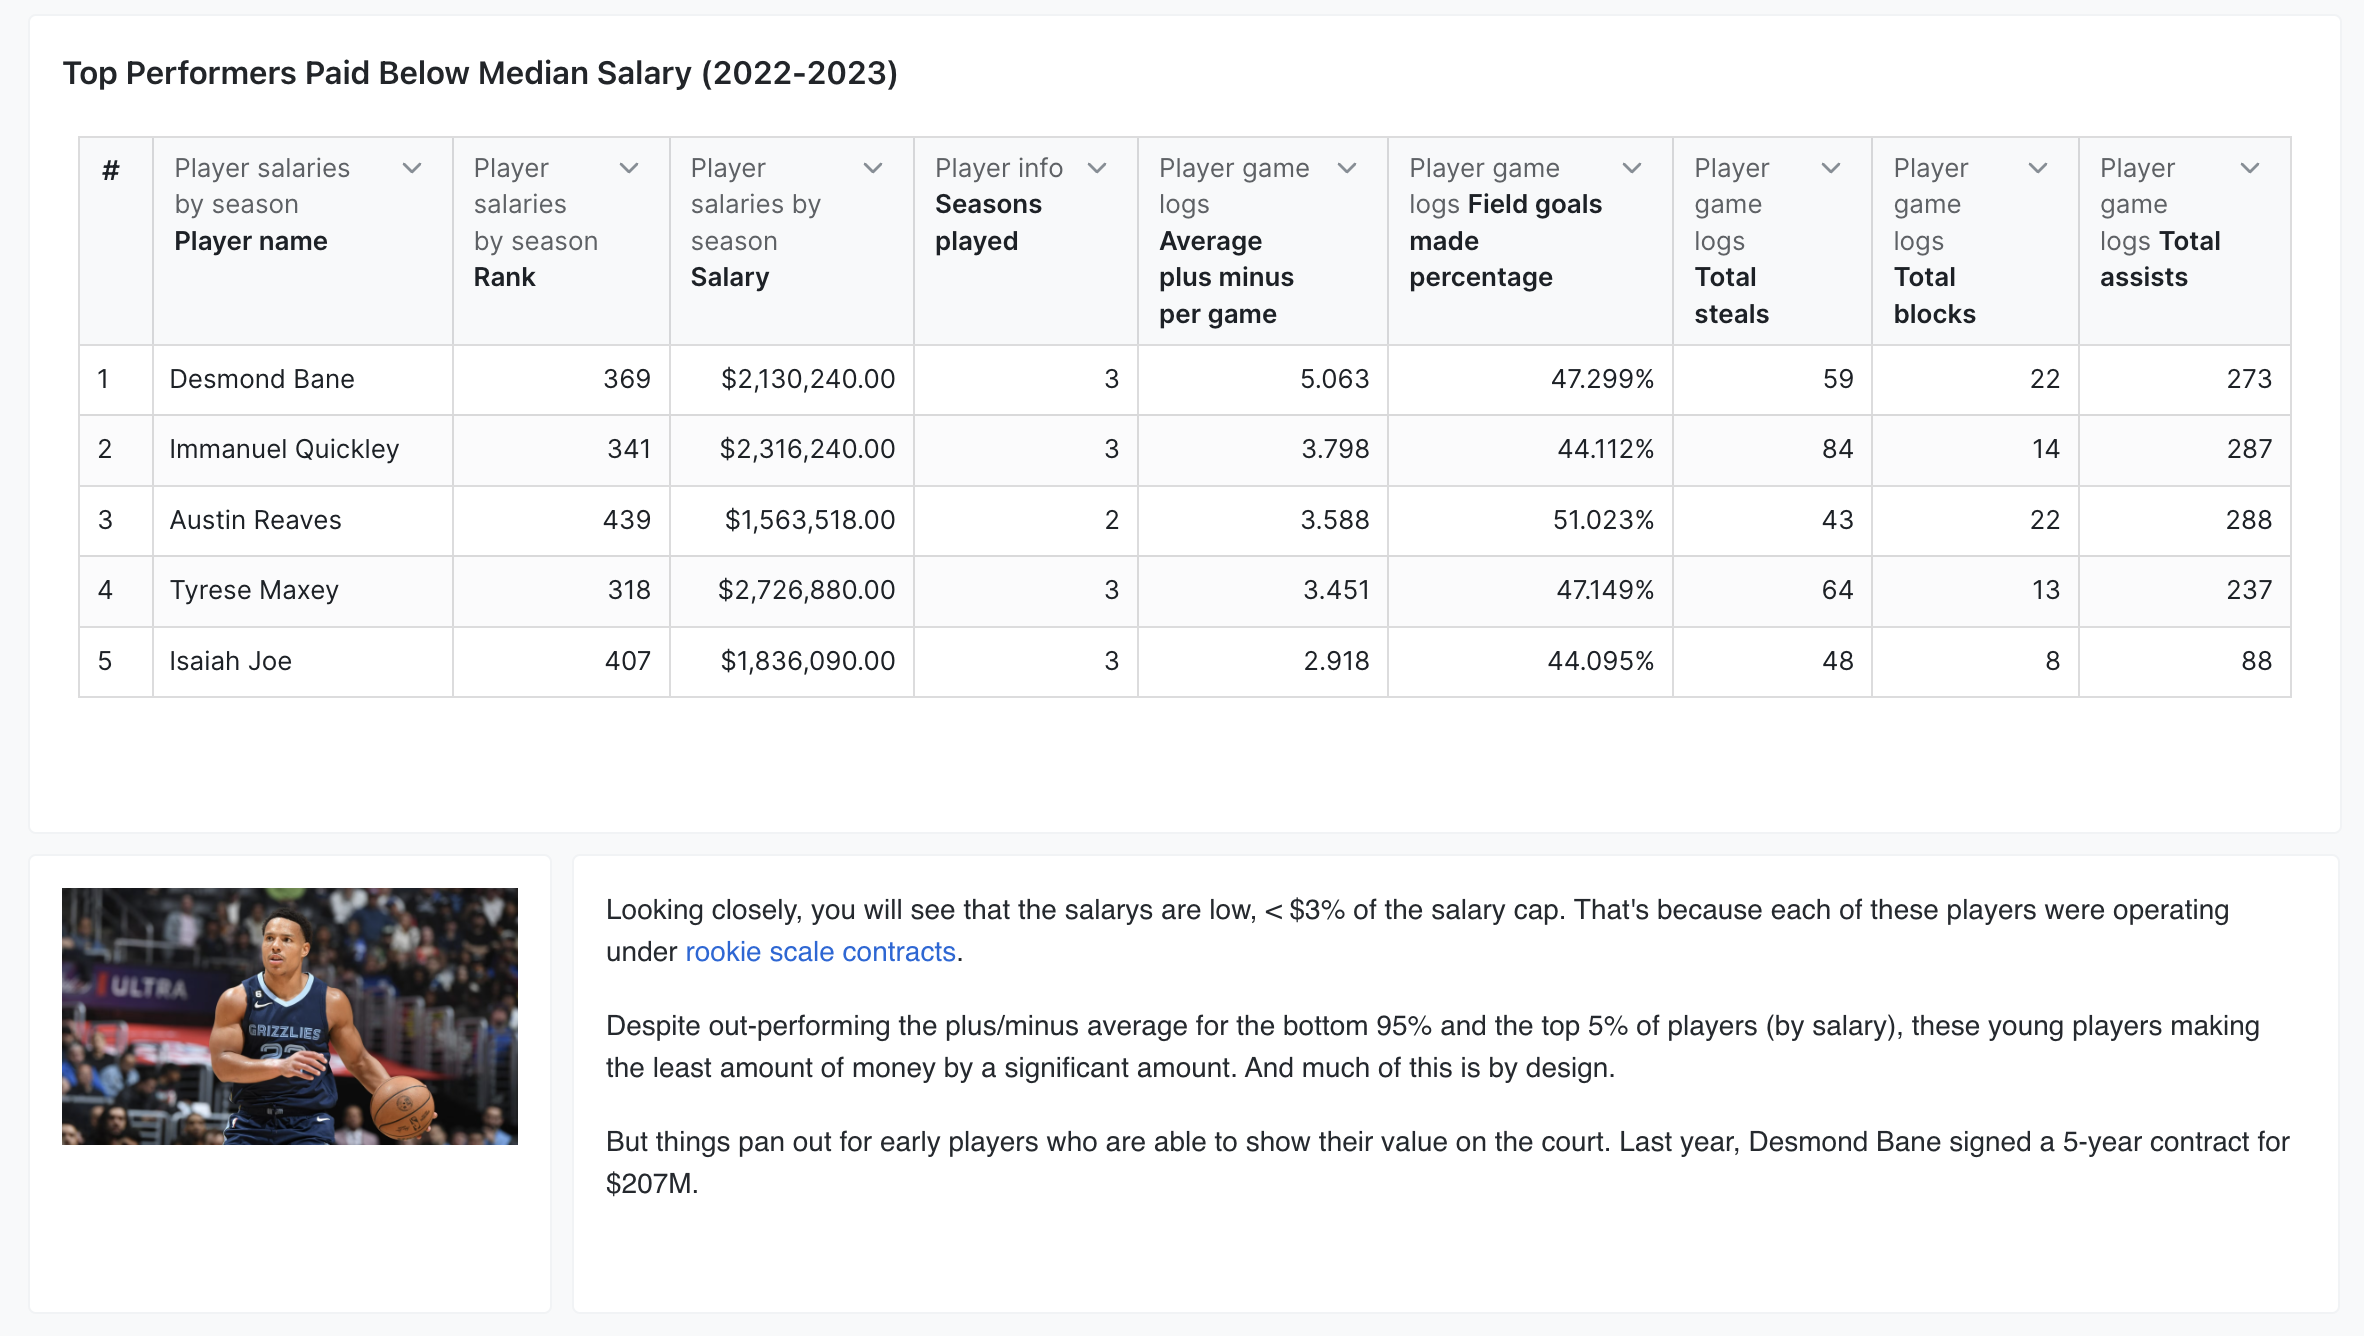 Top Performers Paid Below Median Salary (2022-2023)
# Player salaries by season Player name Player salaries by season Rank Player salaries by season Salary Player info Seasons played Player game logs Average plus minus per game Player game logs Field goals made percentage Player game logs Total steals Player game logs Total blocks Player game logs Total assists
1 Desmond Bane 369 $2,130,240.00 3 5.063 47.299% 59 22 273
2 Immanuel Quickley 341 $2,316,240.00 3 3.798 44.112% 84 14 287
3 Austin Reaves 439 $1,563,518.00 2 3.588 51.023% 43 22 288
4 Tyrese Maxey 318 $2,726,880.00 3 3.451 47.149% 64 13 237
5 Isaiah Joe 407 $1,836,090.00 3 2.918 44.095% 48 8 88
ULTRA
6
GRIZZLIES
Looking closely, you will see that the salarys are low, < $3% of the salary cap. That's because each of these players were operating
under rookie scale contracts.
Despite out-performing the plus/minus average for the bottom 95% and the top 5% of players (by salary), these young players making
the least amount of money by a significant amount. And much of this is by design.
But things pan out for early players who are able to show their value on the court. Last year, Desmond Bane signed a 5-year contract for
$207M.